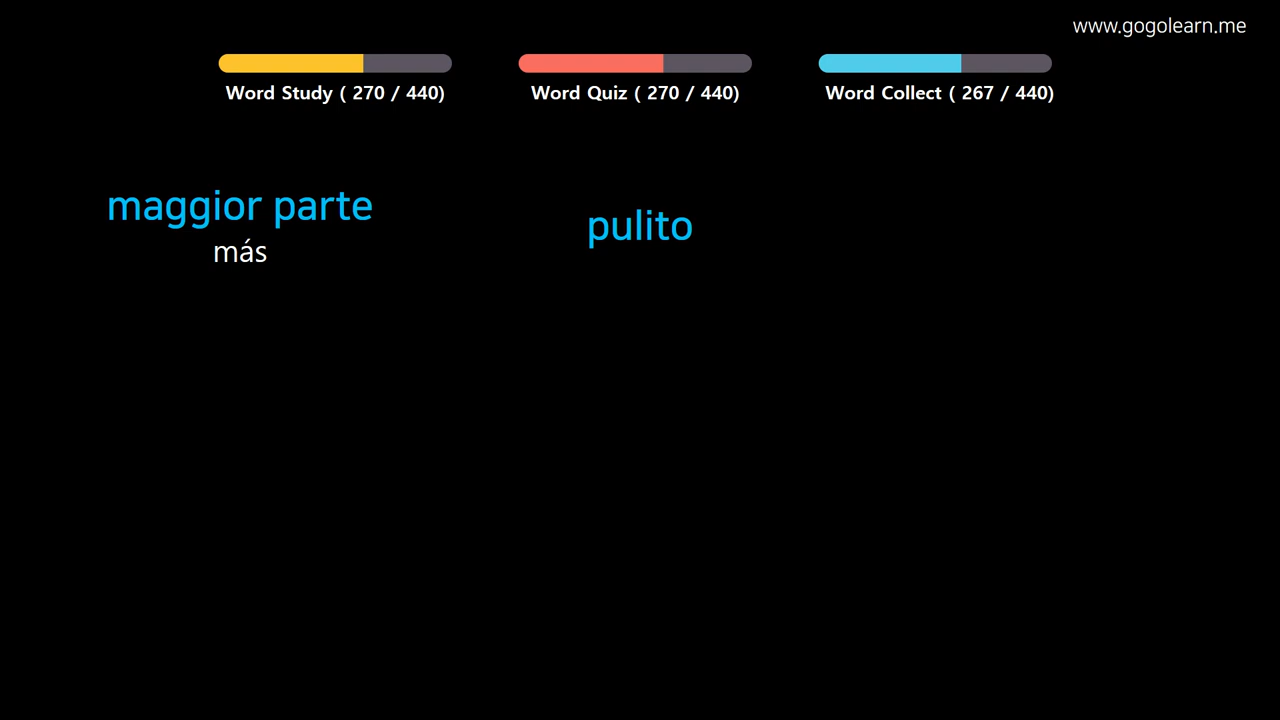 www.gogolearn.me
Word Study ( 270 / 440)
Word Quiz ( 270 / 440)
Word Collect ( 267 / 440)
maggior parte
más
pulito